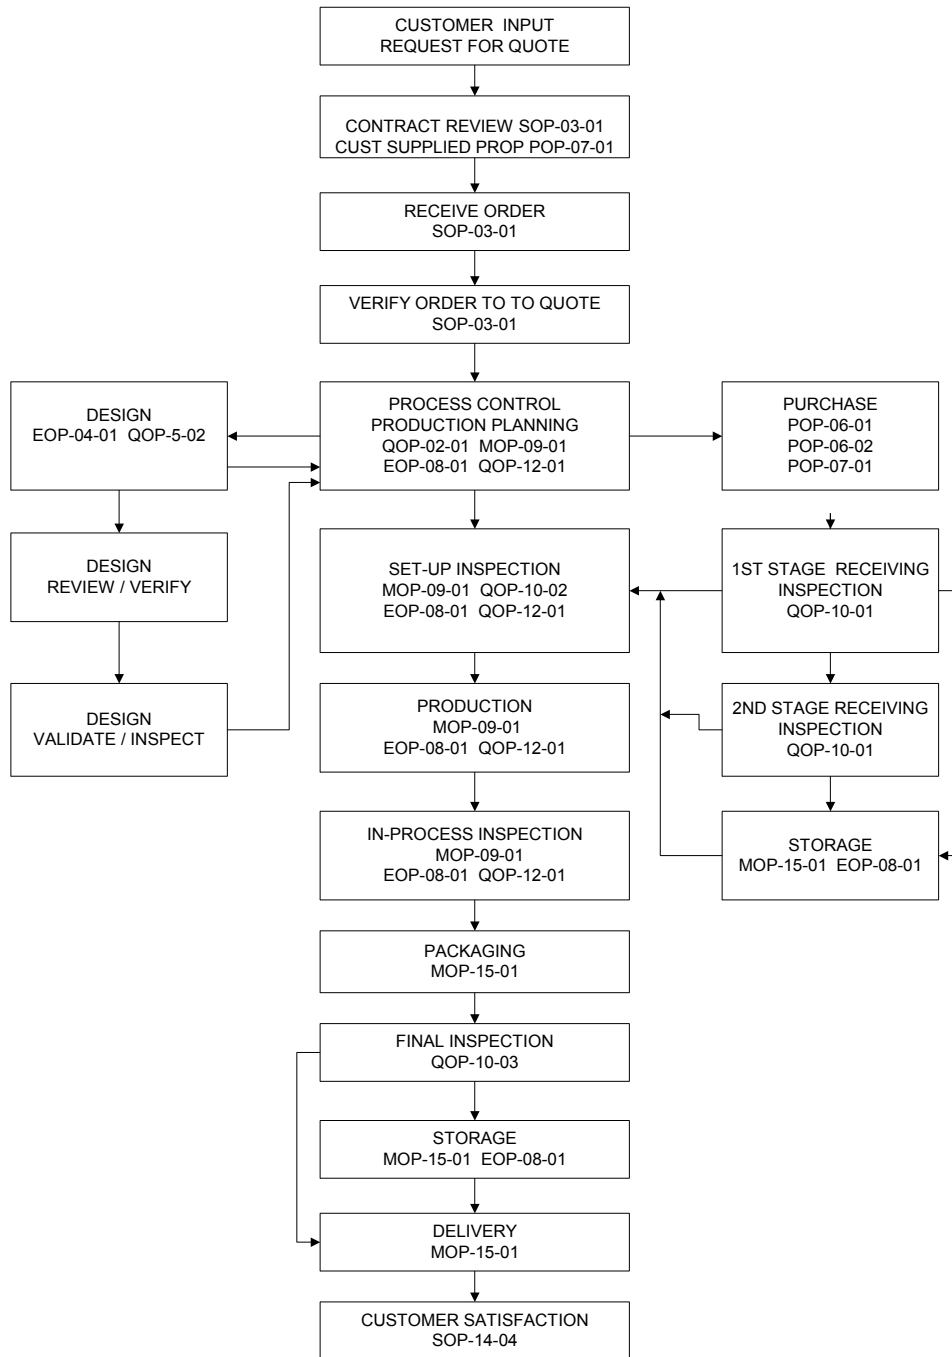 CUSTOMER INPUT
REQUEST FOR QUOTE
CONTRACT REVIEW SOP-03-01
CUST SUPPLIED PROP POP-07-01
RECEIVE ORDER
SOP-03-01
VERIFY ORDER TO TO QUOTE
SOP-03-01
DESIGN
EOP-04-01 QOP-5-02
PROCESS CONTROL
PRODUCTION PLANNING
QOP-02-01 MOP-09-01
EOP-08-01 QOP-12-01
PURCHASE
POP-06-01
POP-06-02
POP-07-01
DESIGN
REVIEW / VERIFY
SET-UP INSPECTION
MOP-09-01 QOP-10-02
EOP-08-01 QOP-12-01
1ST STAGE RECEIVING
INSPECTION
QOP-10-01
DESIGN
VALIDATE / INSPECT
PRODUCTION
MOP-09-01
EOP-08-01 QOP-12-01
2ND STAGE RECEIVING
INSPECTION
QOP-10-01
IN-PROCESS INSPECTION
MOP-09-01
EOP-08-01 QOP-12-01
STORAGE
MOP-15-01 EOP-08-01
PACKAGING
MOP-15-01
FINAL INSPECTION
QOP-10-03
STORAGE
MOP-15-01 EOP-08-01
DELIVERY
MOP-15-01
CUSTOMER SATISFACTION
SOP-14-04